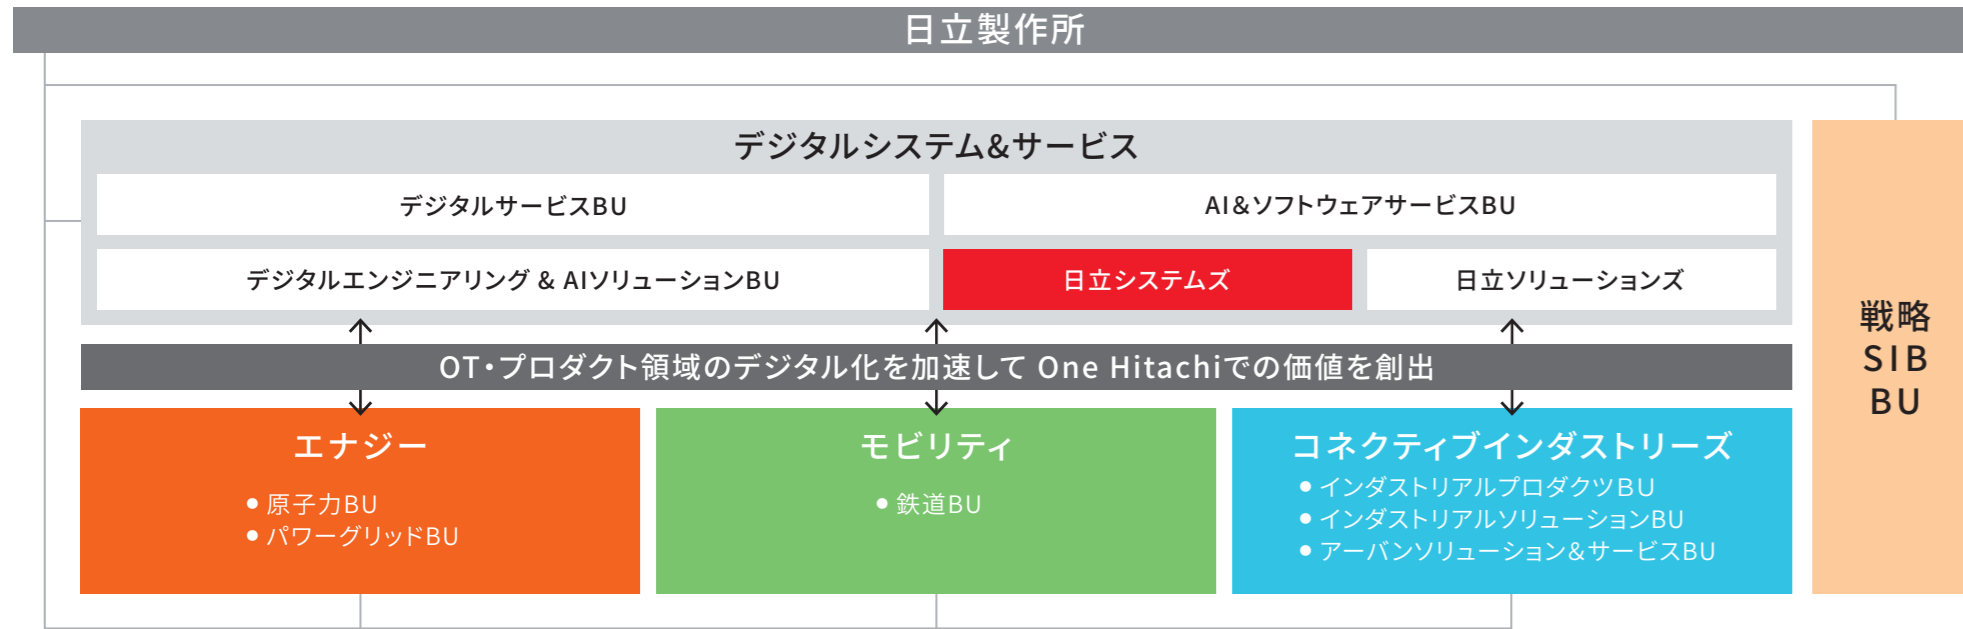 日立製作所
デジタルシステム&サービス
デジタルサービスBU
AI&ソフトウェアサービスBU
デジタルエンジニアリング & AIソリューションBU
日立システムズ
日立ソリューションズ
戦略
SIB
BU
OT・プロダクト領域のデジタル化を加速して One Hitachiでの価値を創出
エナジー
• 原子力BU
• パワーグリッドBU
モビリティ
• 鉄道BU
コネクティブインダストリーズ
• インダストリアルプロダクツBU
• インダストリアルソリューションBU
• アーバンソリューション&サービスBU